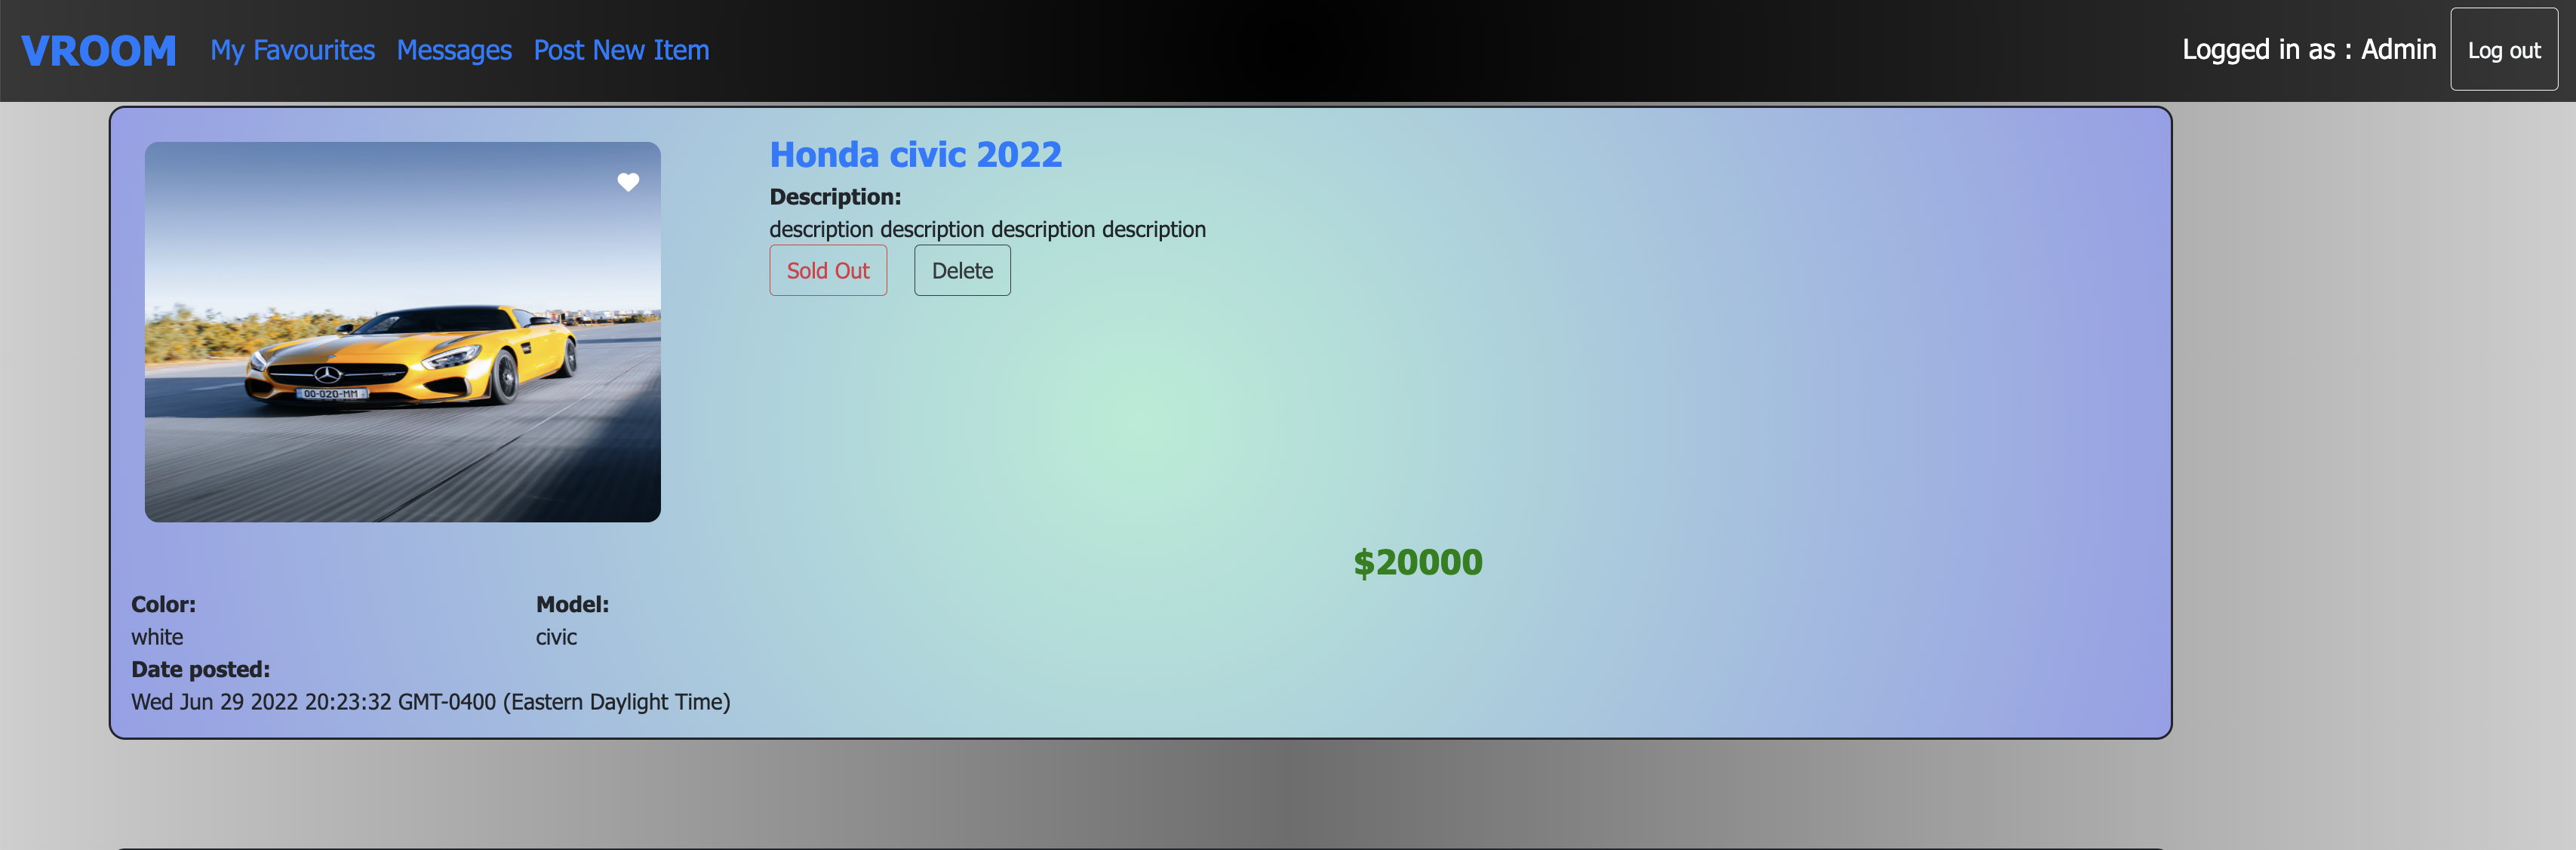 VROOM My Favourites Messages Post New Item Logged in as : Admin Log out
Honda civic 2022
Description:
description description description description
Sold Out Delete
00-020-MM
$20000
Color: Model:
white civic
Date posted:
Wed Jun 29 2022 20:23:32 GMT-0400 (Eastern Daylight Time)